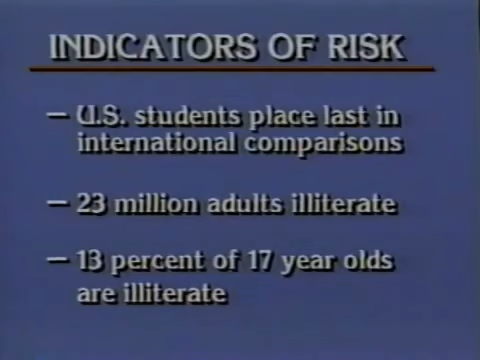 INDICATORS OF RISK
— U.S. students place last in
international comparisons
— 23 million adults illiterate
— 13 percent of 17 year olds
are illiterate